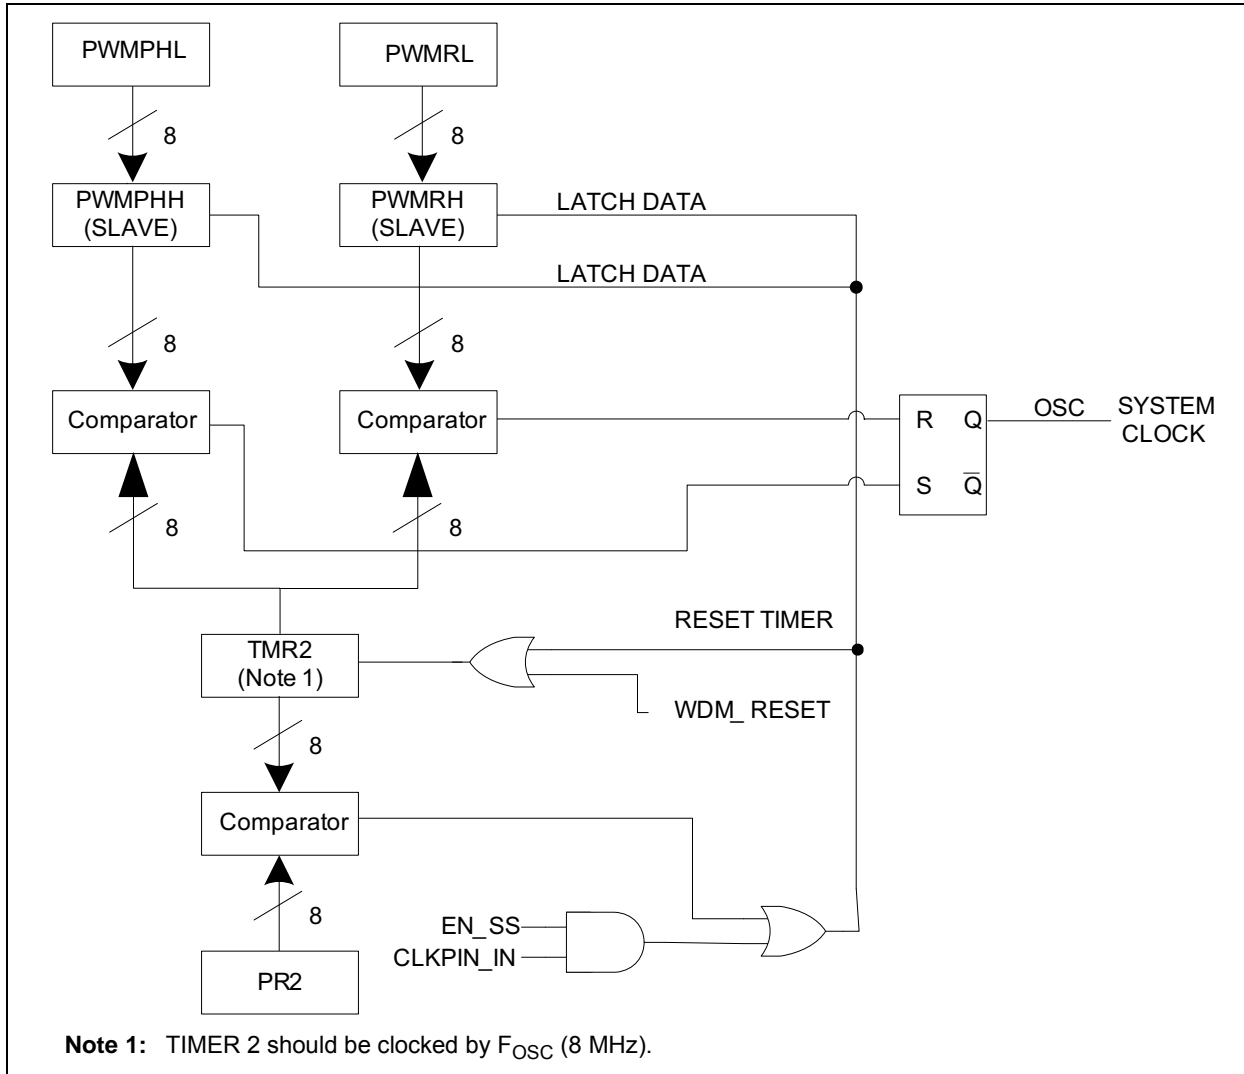 PWMPHL
PWMRL
8
8
PWMPHH
(SLAVE)
PWMRH
(SLAVE)
LATCH DATA
LATCH DATA
8
8
Comparator
Comparator
R Q
S Q̅
OSC
SYSTEM
CLOCK
8
8
TMR2
(Note 1)
RESET TIMER
WDM_ RESET
8
Comparator
8
EN_SS
CLKPIN_IN
PR2
Note 1: TIMER 2 should be clocked by FOSC (8 MHz).